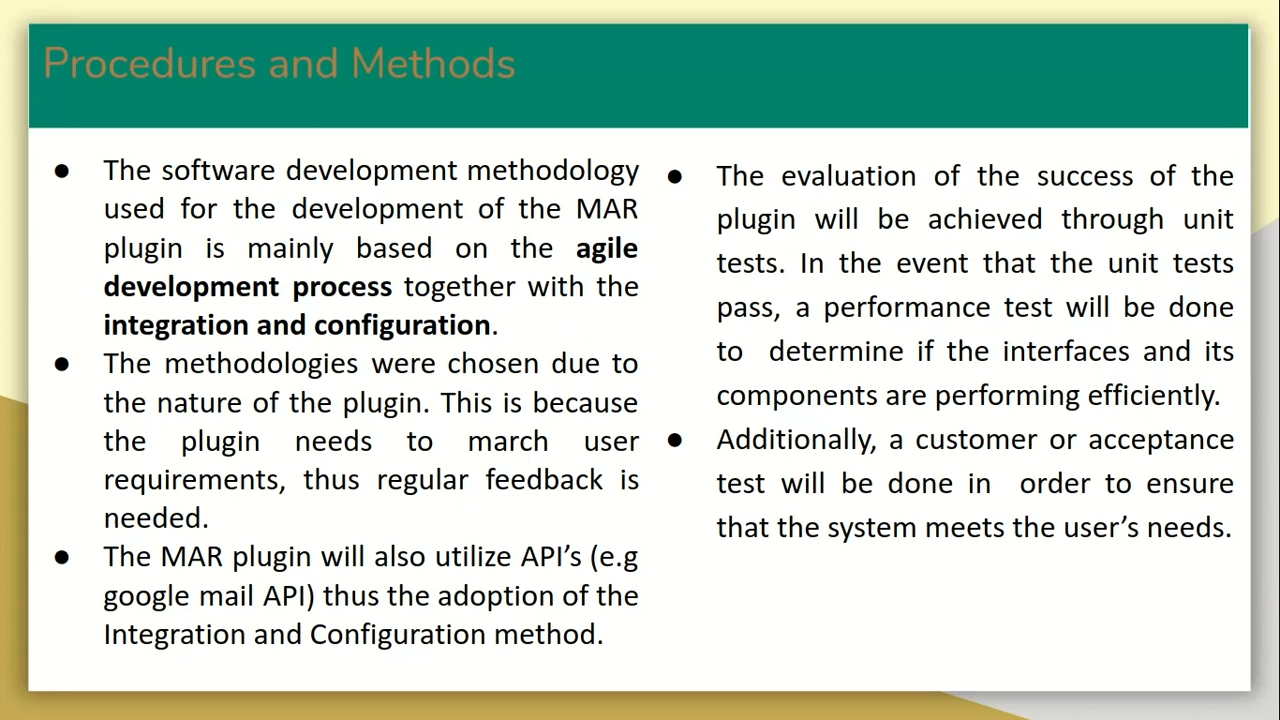 Procedures and Methods
● The software development methodology
used for the development of the MAR
plugin is mainly based on the agile
development process together with the
integration and configuration.
● The methodologies were chosen due to
the nature of the plugin. This is because
the plugin needs to march user
requirements, thus regular feedback is
needed.
● The MAR plugin will also utilize API’s (e.g
google mail API) thus the adoption of the
Integration and Configuration method.
● The evaluation of the success of the
plugin will be achieved through unit
tests. In the event that the unit tests
pass, a performance test will be done
to determine if the interfaces and its
components are performing efficiently.
● Additionally, a customer or acceptance
test will be done in order to ensure
that the system meets the user’s needs.